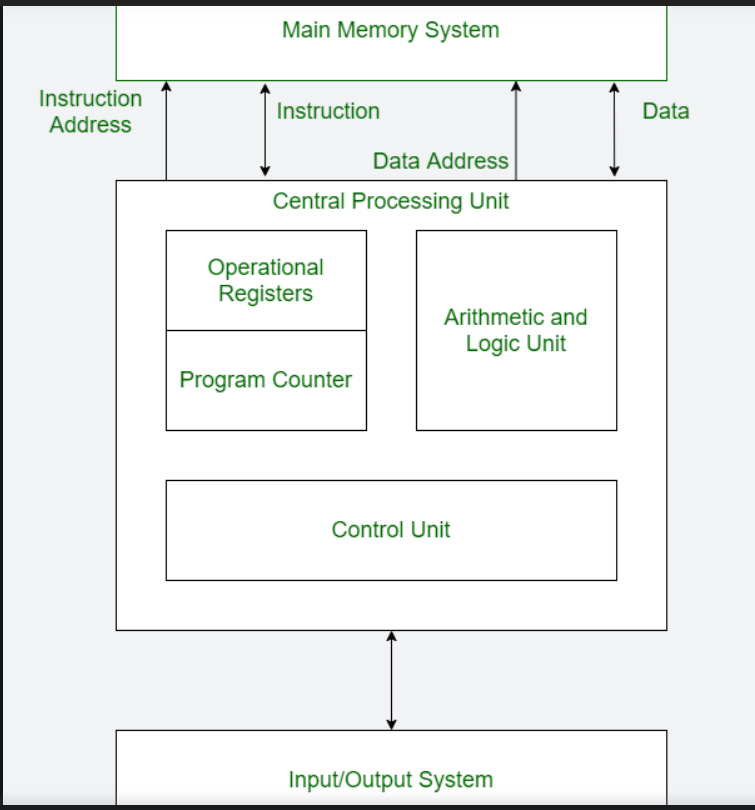 Main Memory System
Instruction
Address
Instruction
Data Address
Data
Central Processing Unit
Operational
Registers
Program Counter
Arithmetic and
Logic Unit
Control Unit
Input/Output System